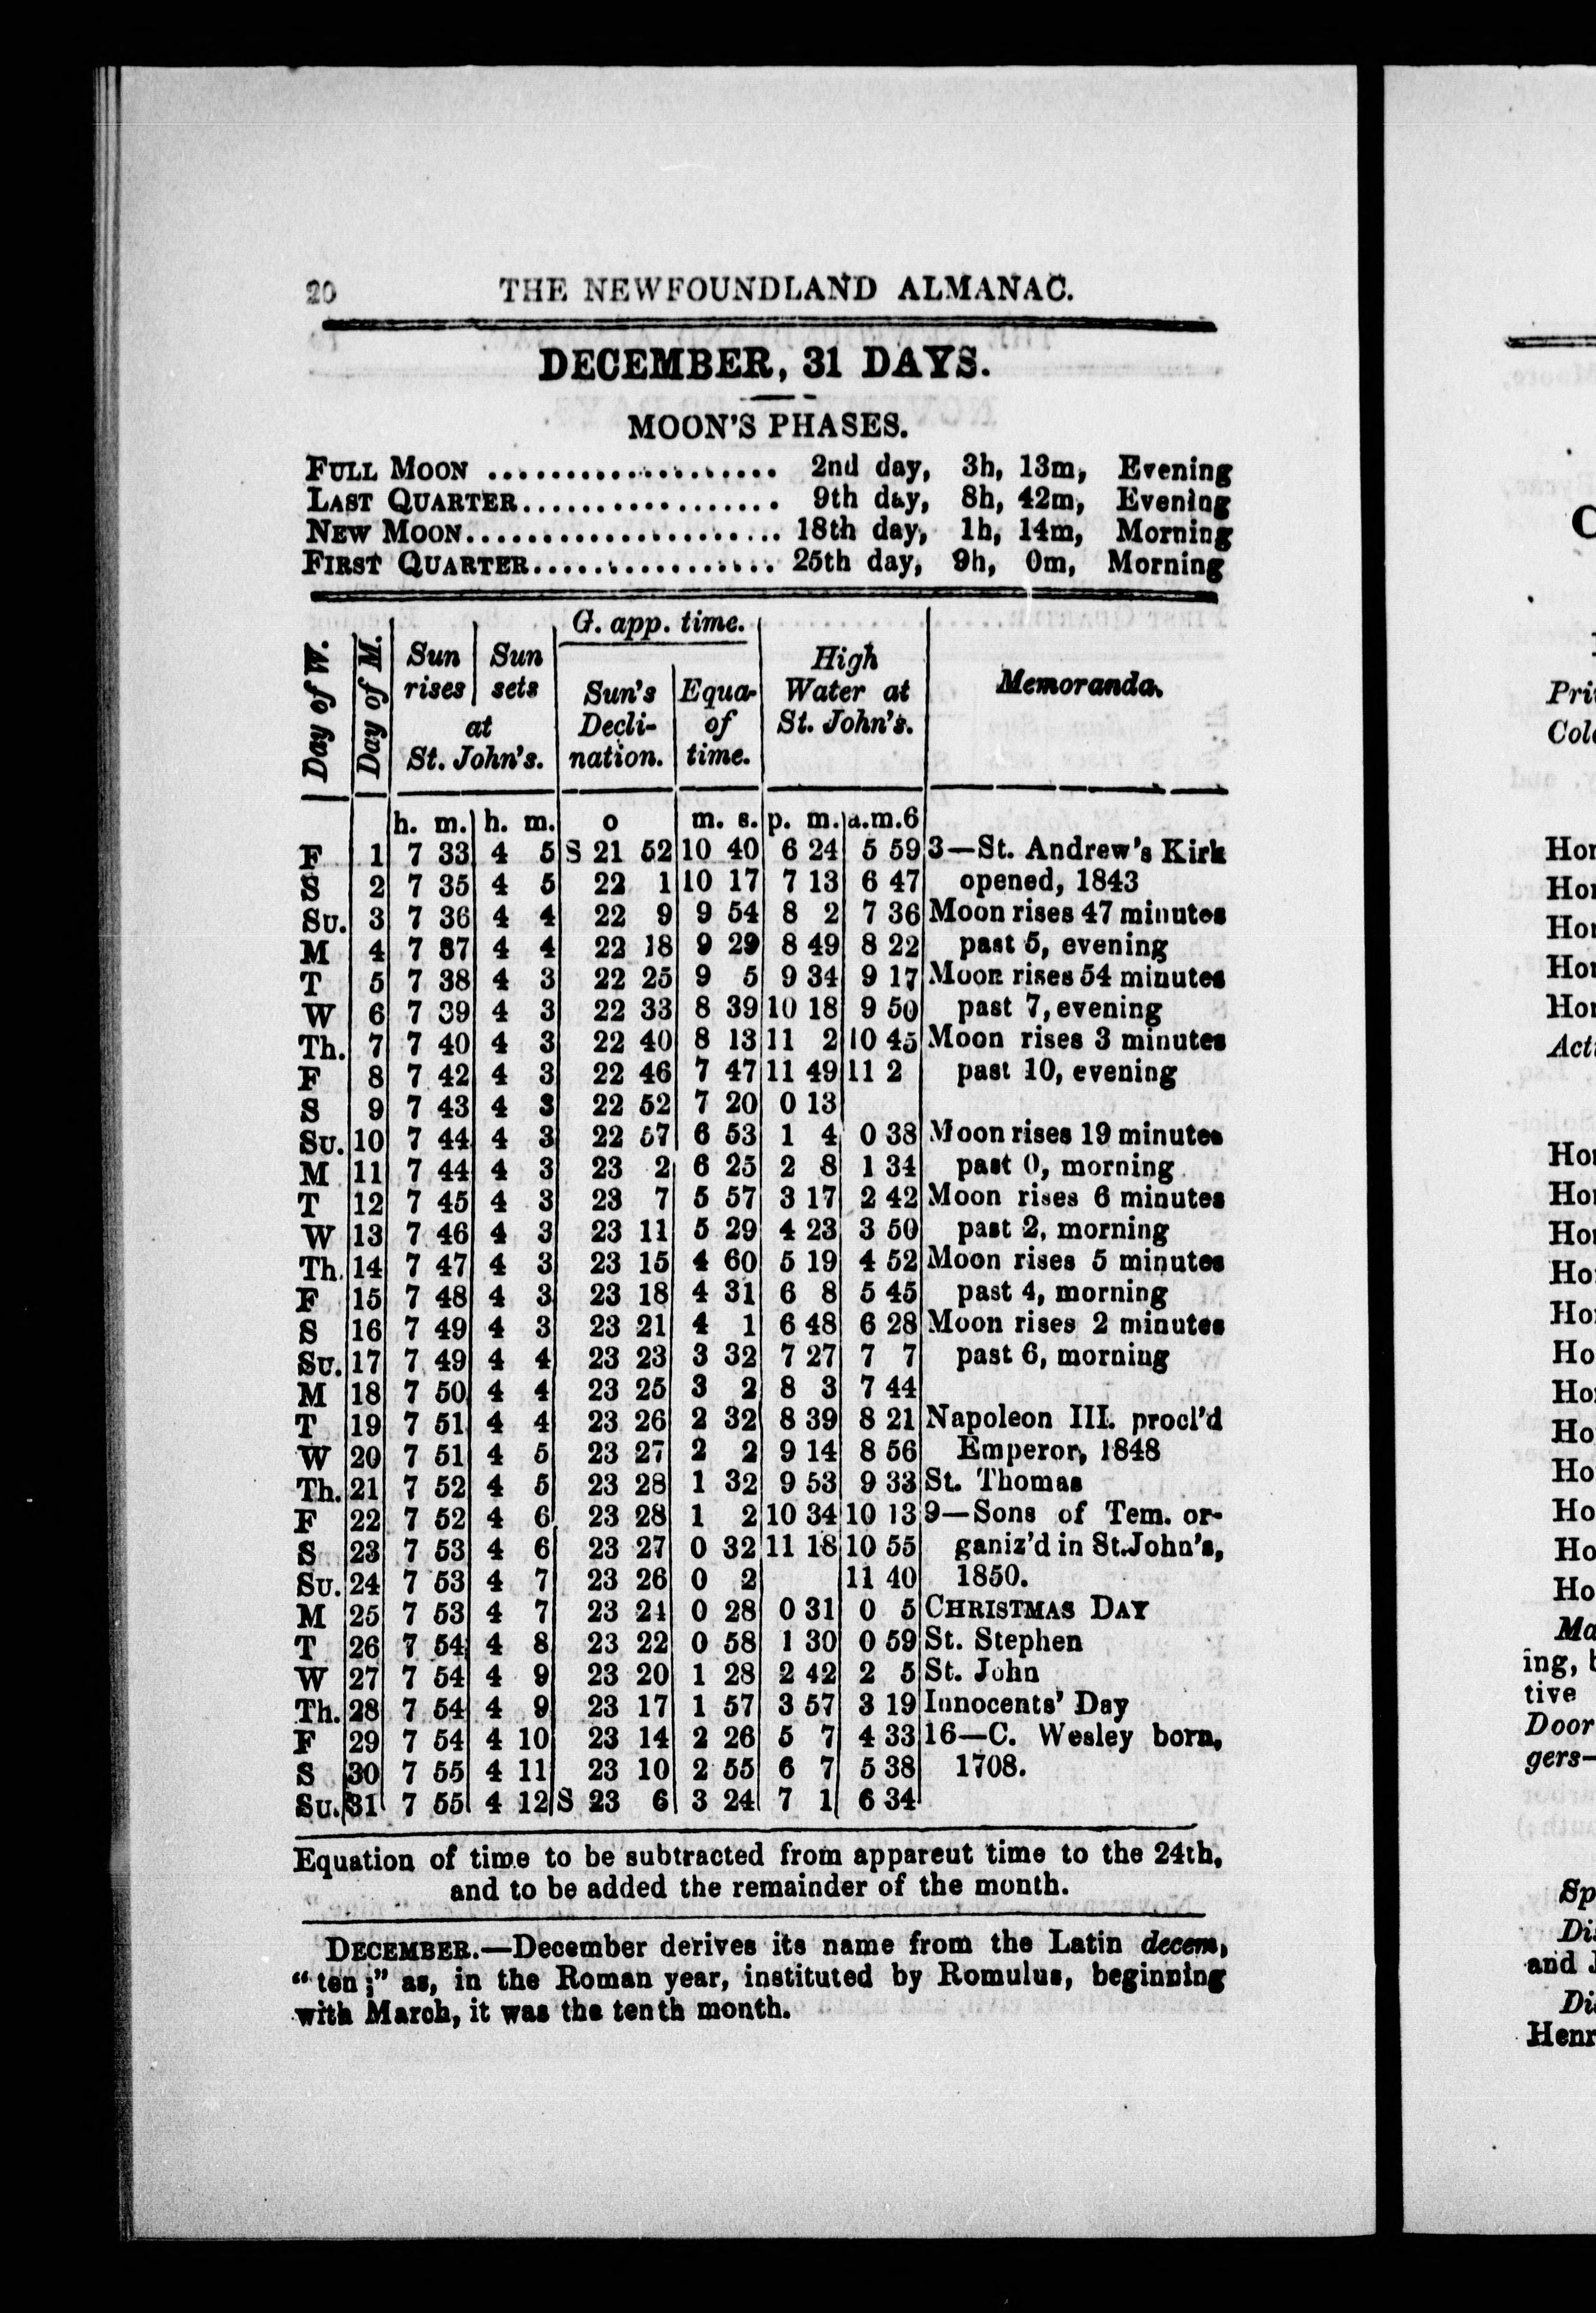 20 THE NEWFOUNDLAND ALMANAC.
DECEMBER, 31 DAYS.
MOON'S PHASES.
FULL MOON .................... 2nd day, 3h, 13m, Evening
LAST QUARTER................. 9th day, 8h, 42m, Evening
NEW MOON...................... 18th day, 1h, 14m, Morning
FIRST QUARTER................ 25th day, 9h, 0m, Morning
Day of W. Day of M. Sun rises Sun sets at St. John's. G. app. time. Sun's Decli-nation. Equa- of time. High Water at St. John's. Memoranda.
h. m. h. m. o m. s. p. m. a.m.6
F 1 7 33 4 5 S 21 52 10 40 6 24 5 59 3—St. Andrew's Kirk
S 2 7 35 4 5 22 1 10 17 7 13 6 47 opened, 1843
Su. 3 7 36 4 4 22 9 9 54 8 2 7 36 Moon rises 47 minutes
M 4 7 37 4 4 22 18 9 29 8 49 8 22 past 5, evening
T 5 7 38 4 3 22 25 9 5 9 34 9 17 Moon rises 54 minutes
W 6 7 39 4 3 22 33 8 39 10 18 9 50 past 7, evening
Th. 7 7 40 4 3 22 40 8 13 11 2 10 45 Moon rises 3 minutes
F 8 7 42 4 3 22 46 7 47 11 49 11 2 past 10, evening
S 9 7 43 4 3 22 52 7 20 0 13
Su. 10 7 44 4 3 22 57 6 53 1 4 0 38 Moon rises 19 minutes
M 11 7 44 4 3 23 2 6 25 2 8 1 34 past 0, morning
T 12 7 45 4 3 23 7 5 57 3 17 2 42 Moon rises 6 minutes
W 13 7 46 4 3 23 11 5 29 4 23 3 50 past 2, morning
Th. 14 7 47 4 3 23 15 4 60 5 19 4 52 Moon rises 5 minutes
F 15 7 48 4 3 23 18 4 31 6 8 5 45 past 4, morning
S 16 7 49 4 3 23 21 4 1 6 48 6 28 Moon rises 2 minutes
Su. 17 7 49 4 4 23 23 3 32 7 27 7 7 past 6, morning
M 18 7 50 4 4 23 25 3 2 8 3 7 44
T 19 7 51 4 4 23 26 2 32 8 39 8 21 Napoleon III. procl'd
W 20 7 51 4 5 23 27 2 2 9 14 8 56 Emperor, 1848
Th. 21 7 52 4 5 23 28 1 32 9 53 9 33 St. Thomas
F 22 7 52 4 6 23 28 1 2 10 34 10 13 9—Sons of Tem. or-
S 23 7 53 4 6 23 27 0 32 11 18 10 55 ganiz'd in St.John's,
Su. 24 7 53 4 7 23 26 0 2 11 40 1850.
M 25 7 53 4 7 23 24 0 28 0 31 0 5 CHRISTMAS DAY
T 26 7 54 4 8 23 22 0 58 1 30 0 59 St. Stephen
W 27 7 54 4 9 23 20 1 28 2 42 2 5 St. John
Th. 28 7 54 4 9 23 17 1 57 3 57 3 19 Innocents' Day
F 29 7 54 4 10 23 14 2 26 5 7 4 33 16—C. Wesley born,
S 30 7 55 4 11 23 10 2 55 6 7 5 38 1708.
Su. 31 7 55 4 12 S 23 6 3 24 7 1 6 34
Equation of time to be subtracted from apparent time to the 24th,
and to be added the remainder of the month.
DECEMBER.—December derives its name from the Latin decem,
"ten;" as, in the Roman year, instituted by Romulus, beginning
with March, it was the tenth month.